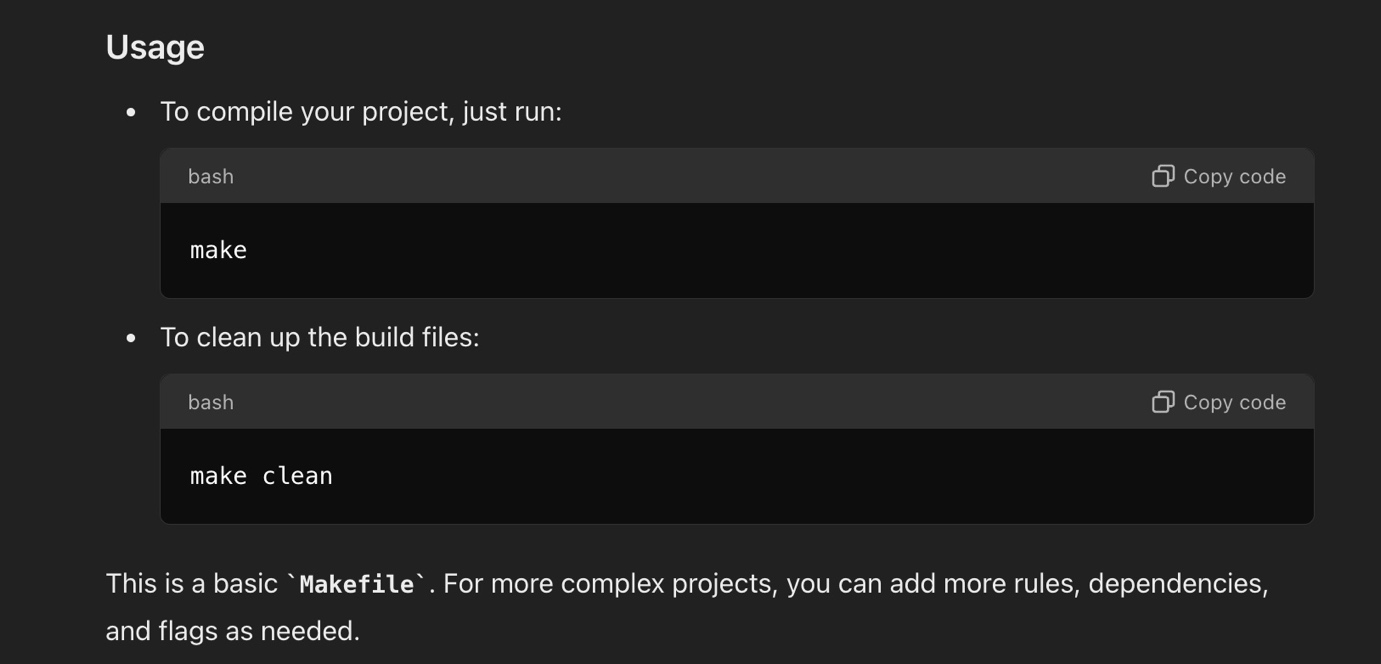 Usage
• To compile your project, just run:
bash
Copy code
make
• To clean up the build files:
bash
Copy code
make clean
This is a basic `Makefile`. For more complex projects, you can add more rules, dependencies,
and flags as needed.